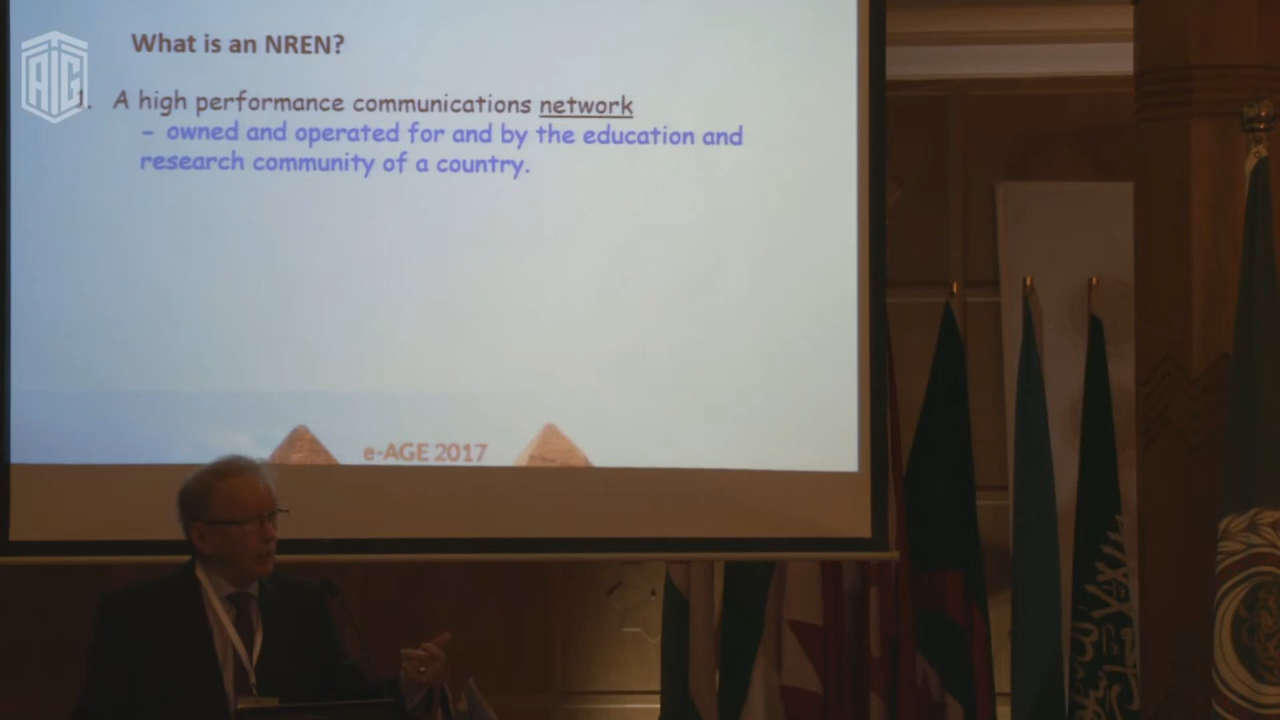 AIG
What is an NREN?
1. A high performance communications network
– owned and operated for and by the education and
research community of a country.
e-AGE 2017